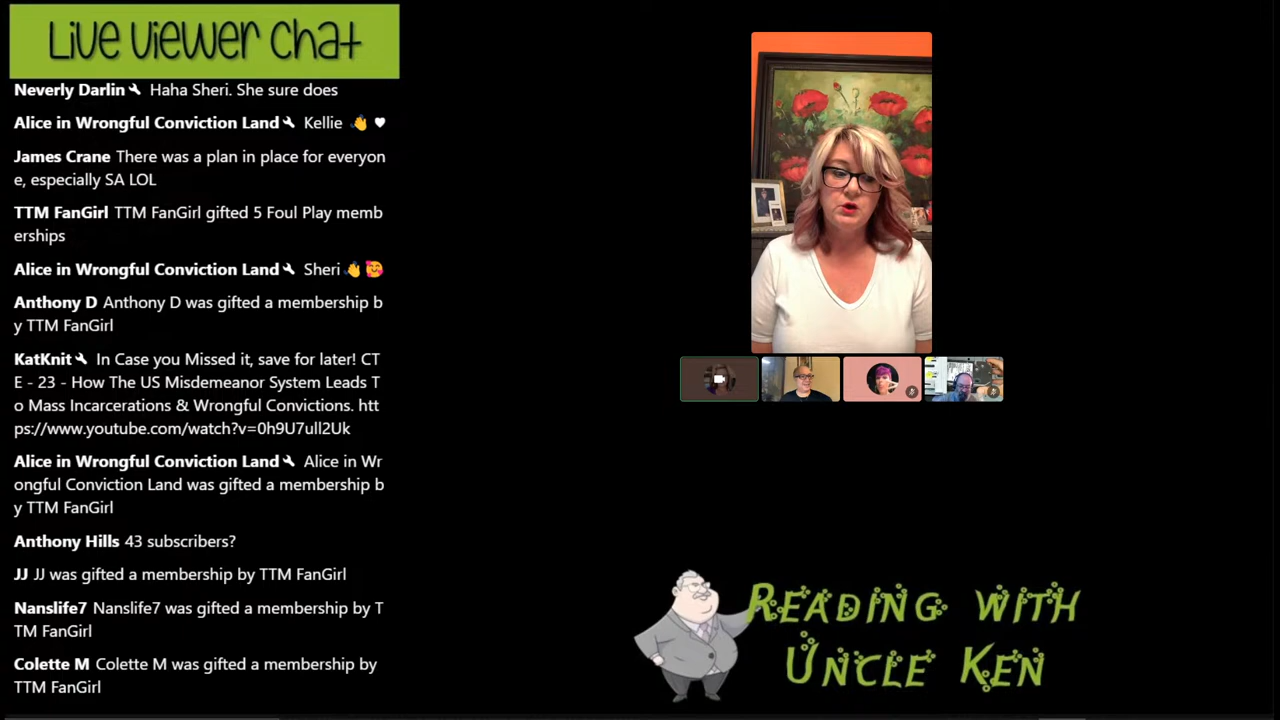 Live Viewer Chat
Neverly Darlin Haha Sheri. She sure does
Alice in Wrongful Conviction Land Kellie 👋 ♥
James Crane There was a plan in place for everyon
e, especially SA LOL
TTM FanGirl TTM FanGirl gifted 5 Foul Play memb
erships
Alice in Wrongful Conviction Land Sheri 👋 🥰
Anthony D Anthony D was gifted a membership b
y TTM FanGirl
KatKnit In Case you Missed it, save for later! CT
E - 23 - How The US Misdemeanor System Leads T
o Mass Incarcerations & Wrongful Convictions. htt
ps://www.youtube.com/watch?v=0h9U7ull2Uk
Alice in Wrongful Conviction Land Alice in Wr
ongful Conviction Land was gifted a membership b
y TTM FanGirl
Anthony Hills 43 subscribers?
JJ JJ was gifted a membership by TTM FanGirl
Nanslife7 Nanslife7 was gifted a membership by T
TM FanGirl
Colette M Colette M was gifted a membership by
TTM FanGirl
Reading with
Uncle Ken